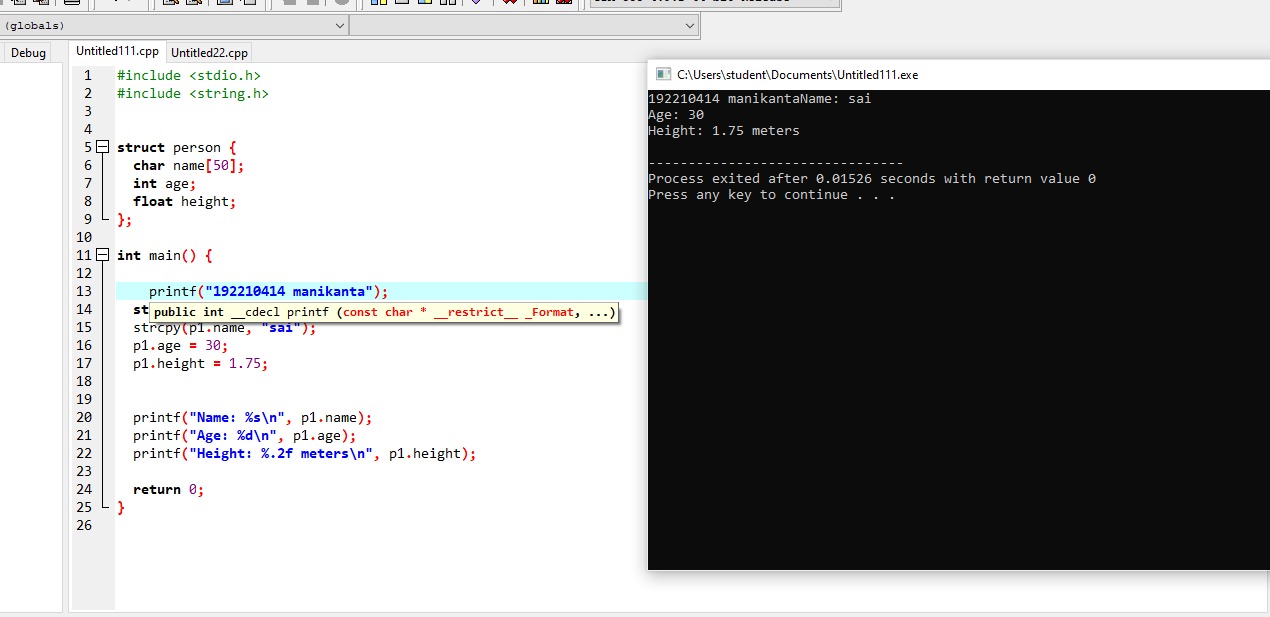 (globals)
Debug
Untitled111.cpp Untitled22.cpp
1 #include <stdio.h>
2 #include <string.h>
3
4
5 struct person {
6 char name[50];
7 int age;
8 float height;
9 };
10
11 int main() {
12
13 printf("192210414 manikanta");
14 st
public int __cdecl printf (const char * __restrict__ _Format, ...)
15 strcpy(p1.name, "sai");
16 p1.age = 30;
17 p1.height = 1.75;
18
19
20 printf("Name: %s\n", p1.name);
21 printf("Age: %d\n", p1.age);
22 printf("Height: %.2f meters\n", p1.height);
23
24 return 0;
25 }
26
C:\Users\student\Documents\Untitled111.exe
192210414 manikantaName: sai
Age: 30
Height: 1.75 meters
--------------------------------
Process exited after 0.01526 seconds with return value 0
Press any key to continue . . .